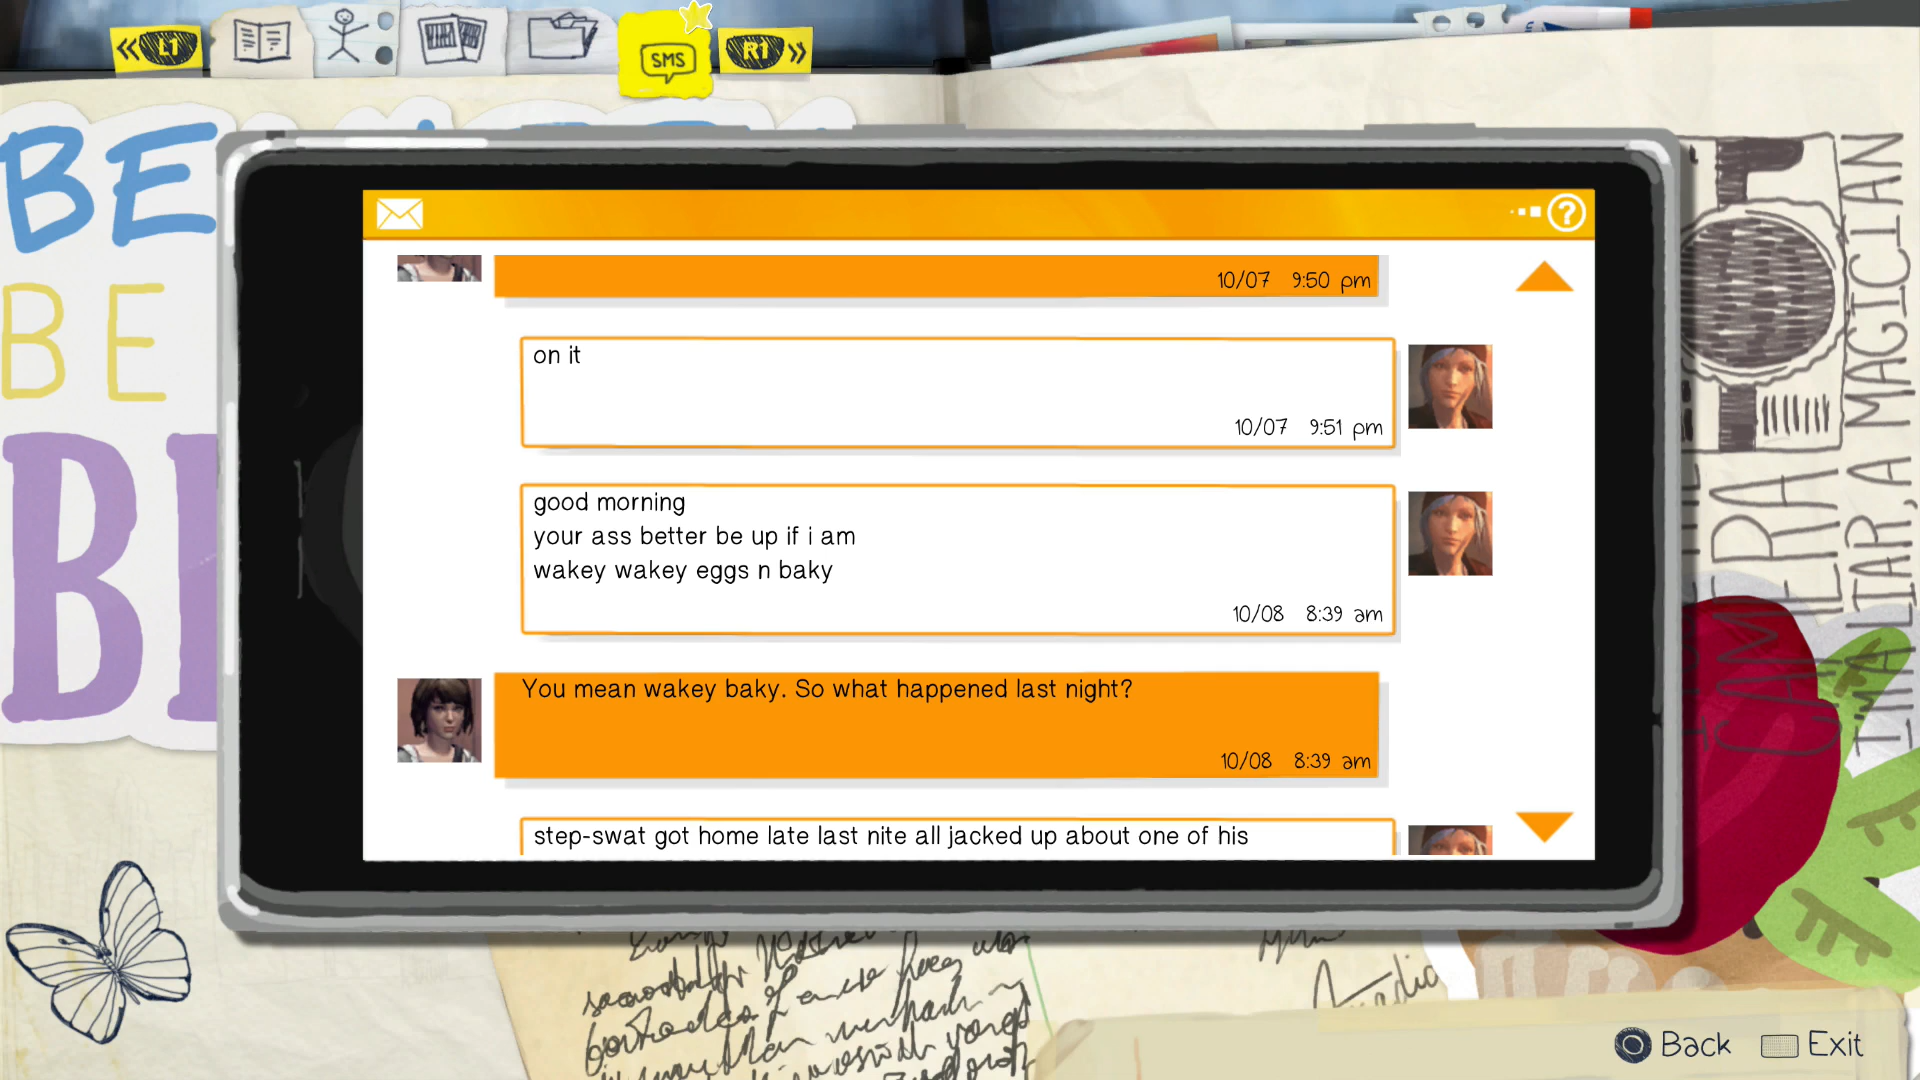 L1
SMS
R1
BE
BE
10/07 9:50 pm
on it
10/07 9:51 pm
good morning
your ass better be up if i am
wakey wakey eggs n baky
10/08 8:39 am
You mean wakey baky. So what happened last night?
10/08 8:39 am
step-swat got home late last nite all jacked up about one of his
CAMERA
LIAR, A MAGICIAN
Back
Exit